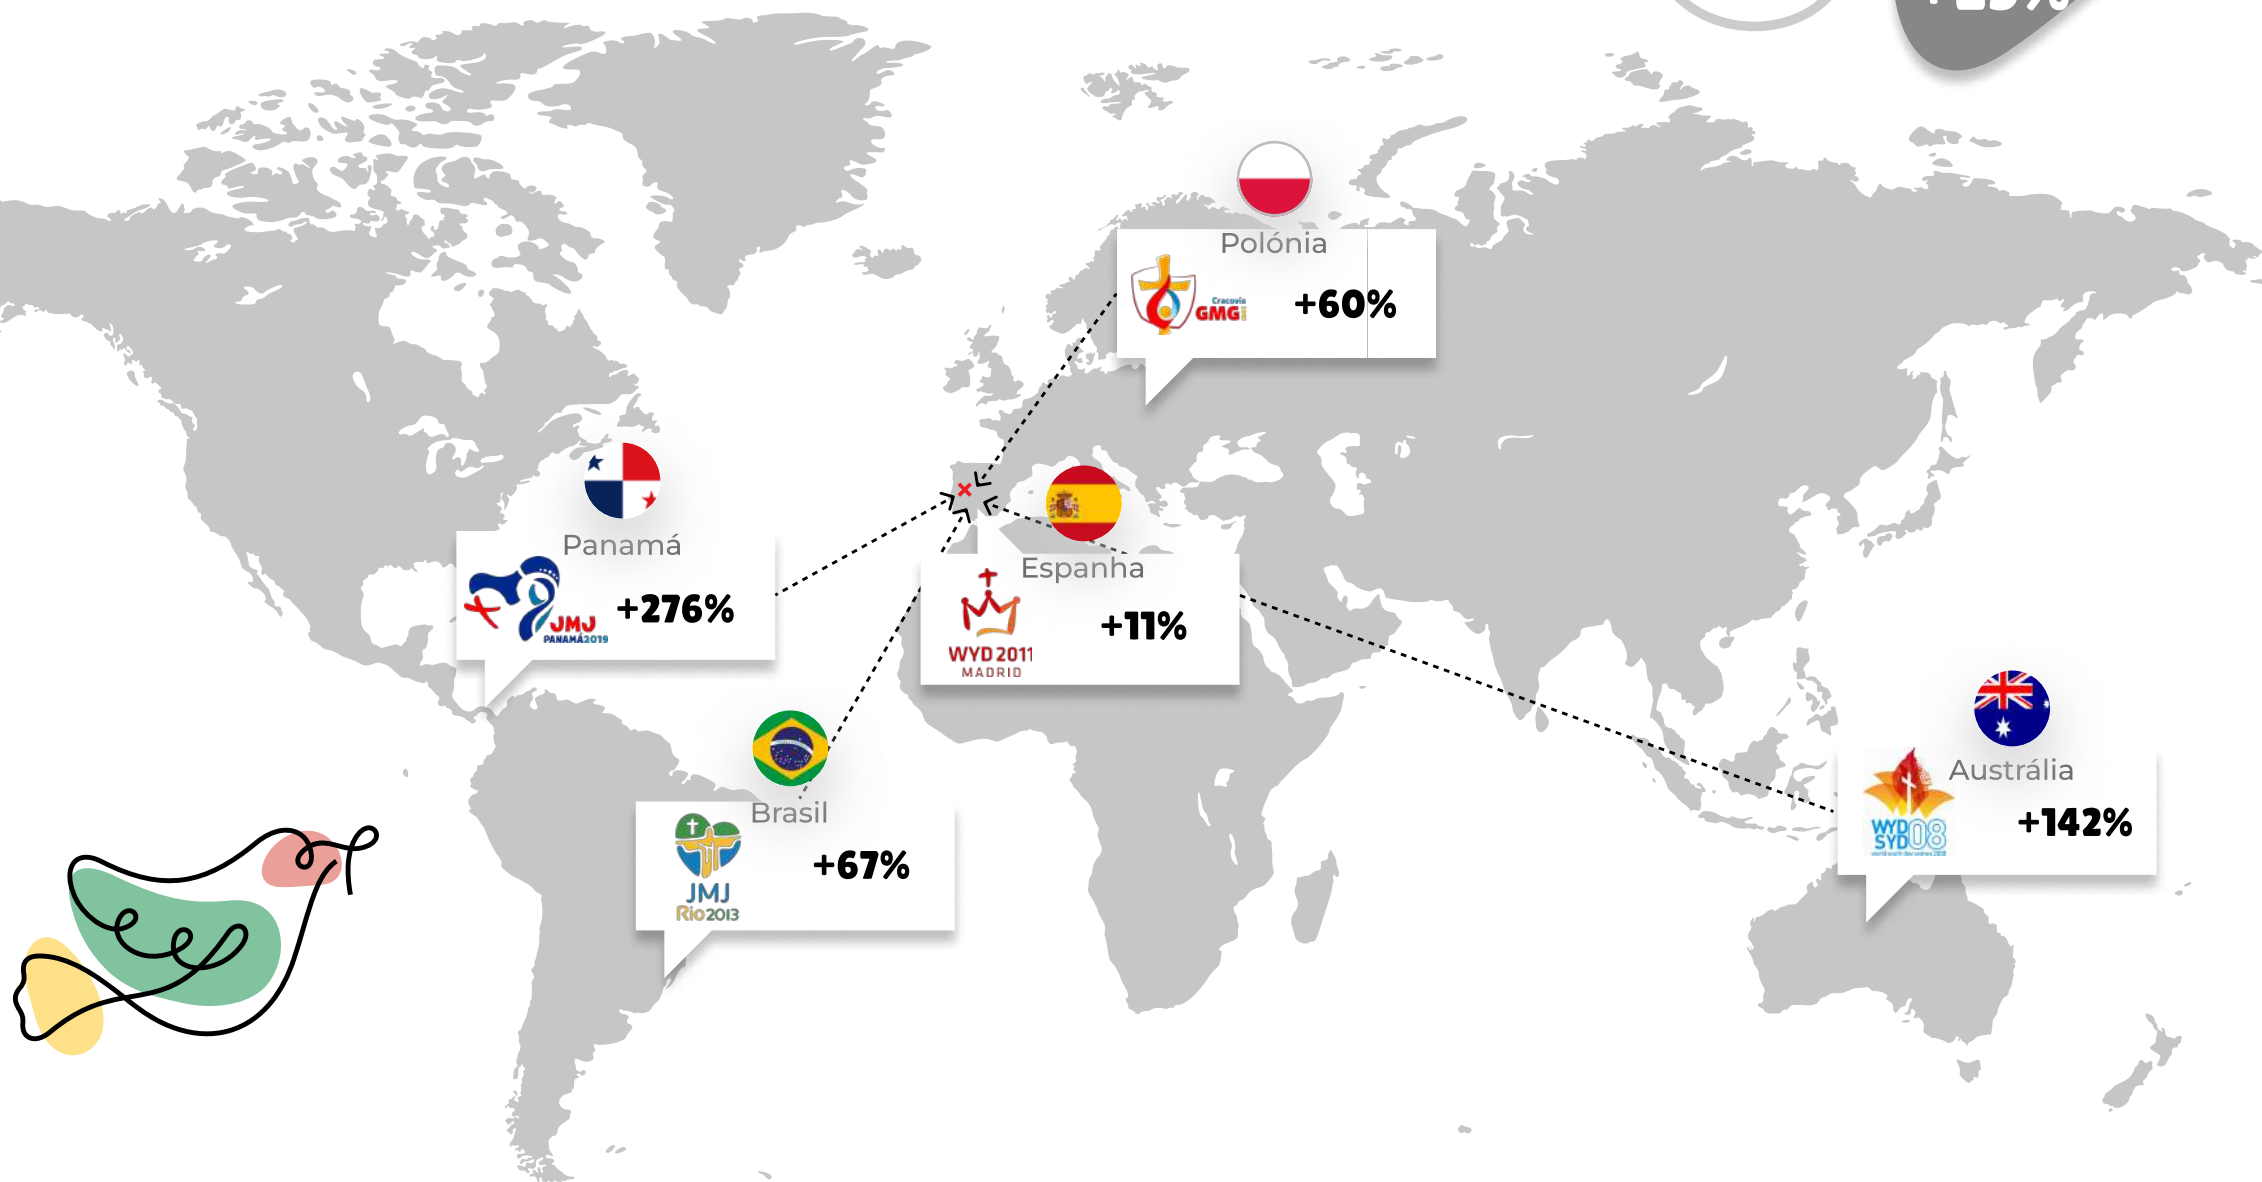 Polónia
Cracovia
GMG
+60%
Panamá
JMJ
PANAMÁ2019
+276%
Espanha
WYD 2011
MADRID
+11%
Brasil
JMJ
Rio2013
+67%
Austrália
WYD
SYD08
+142%